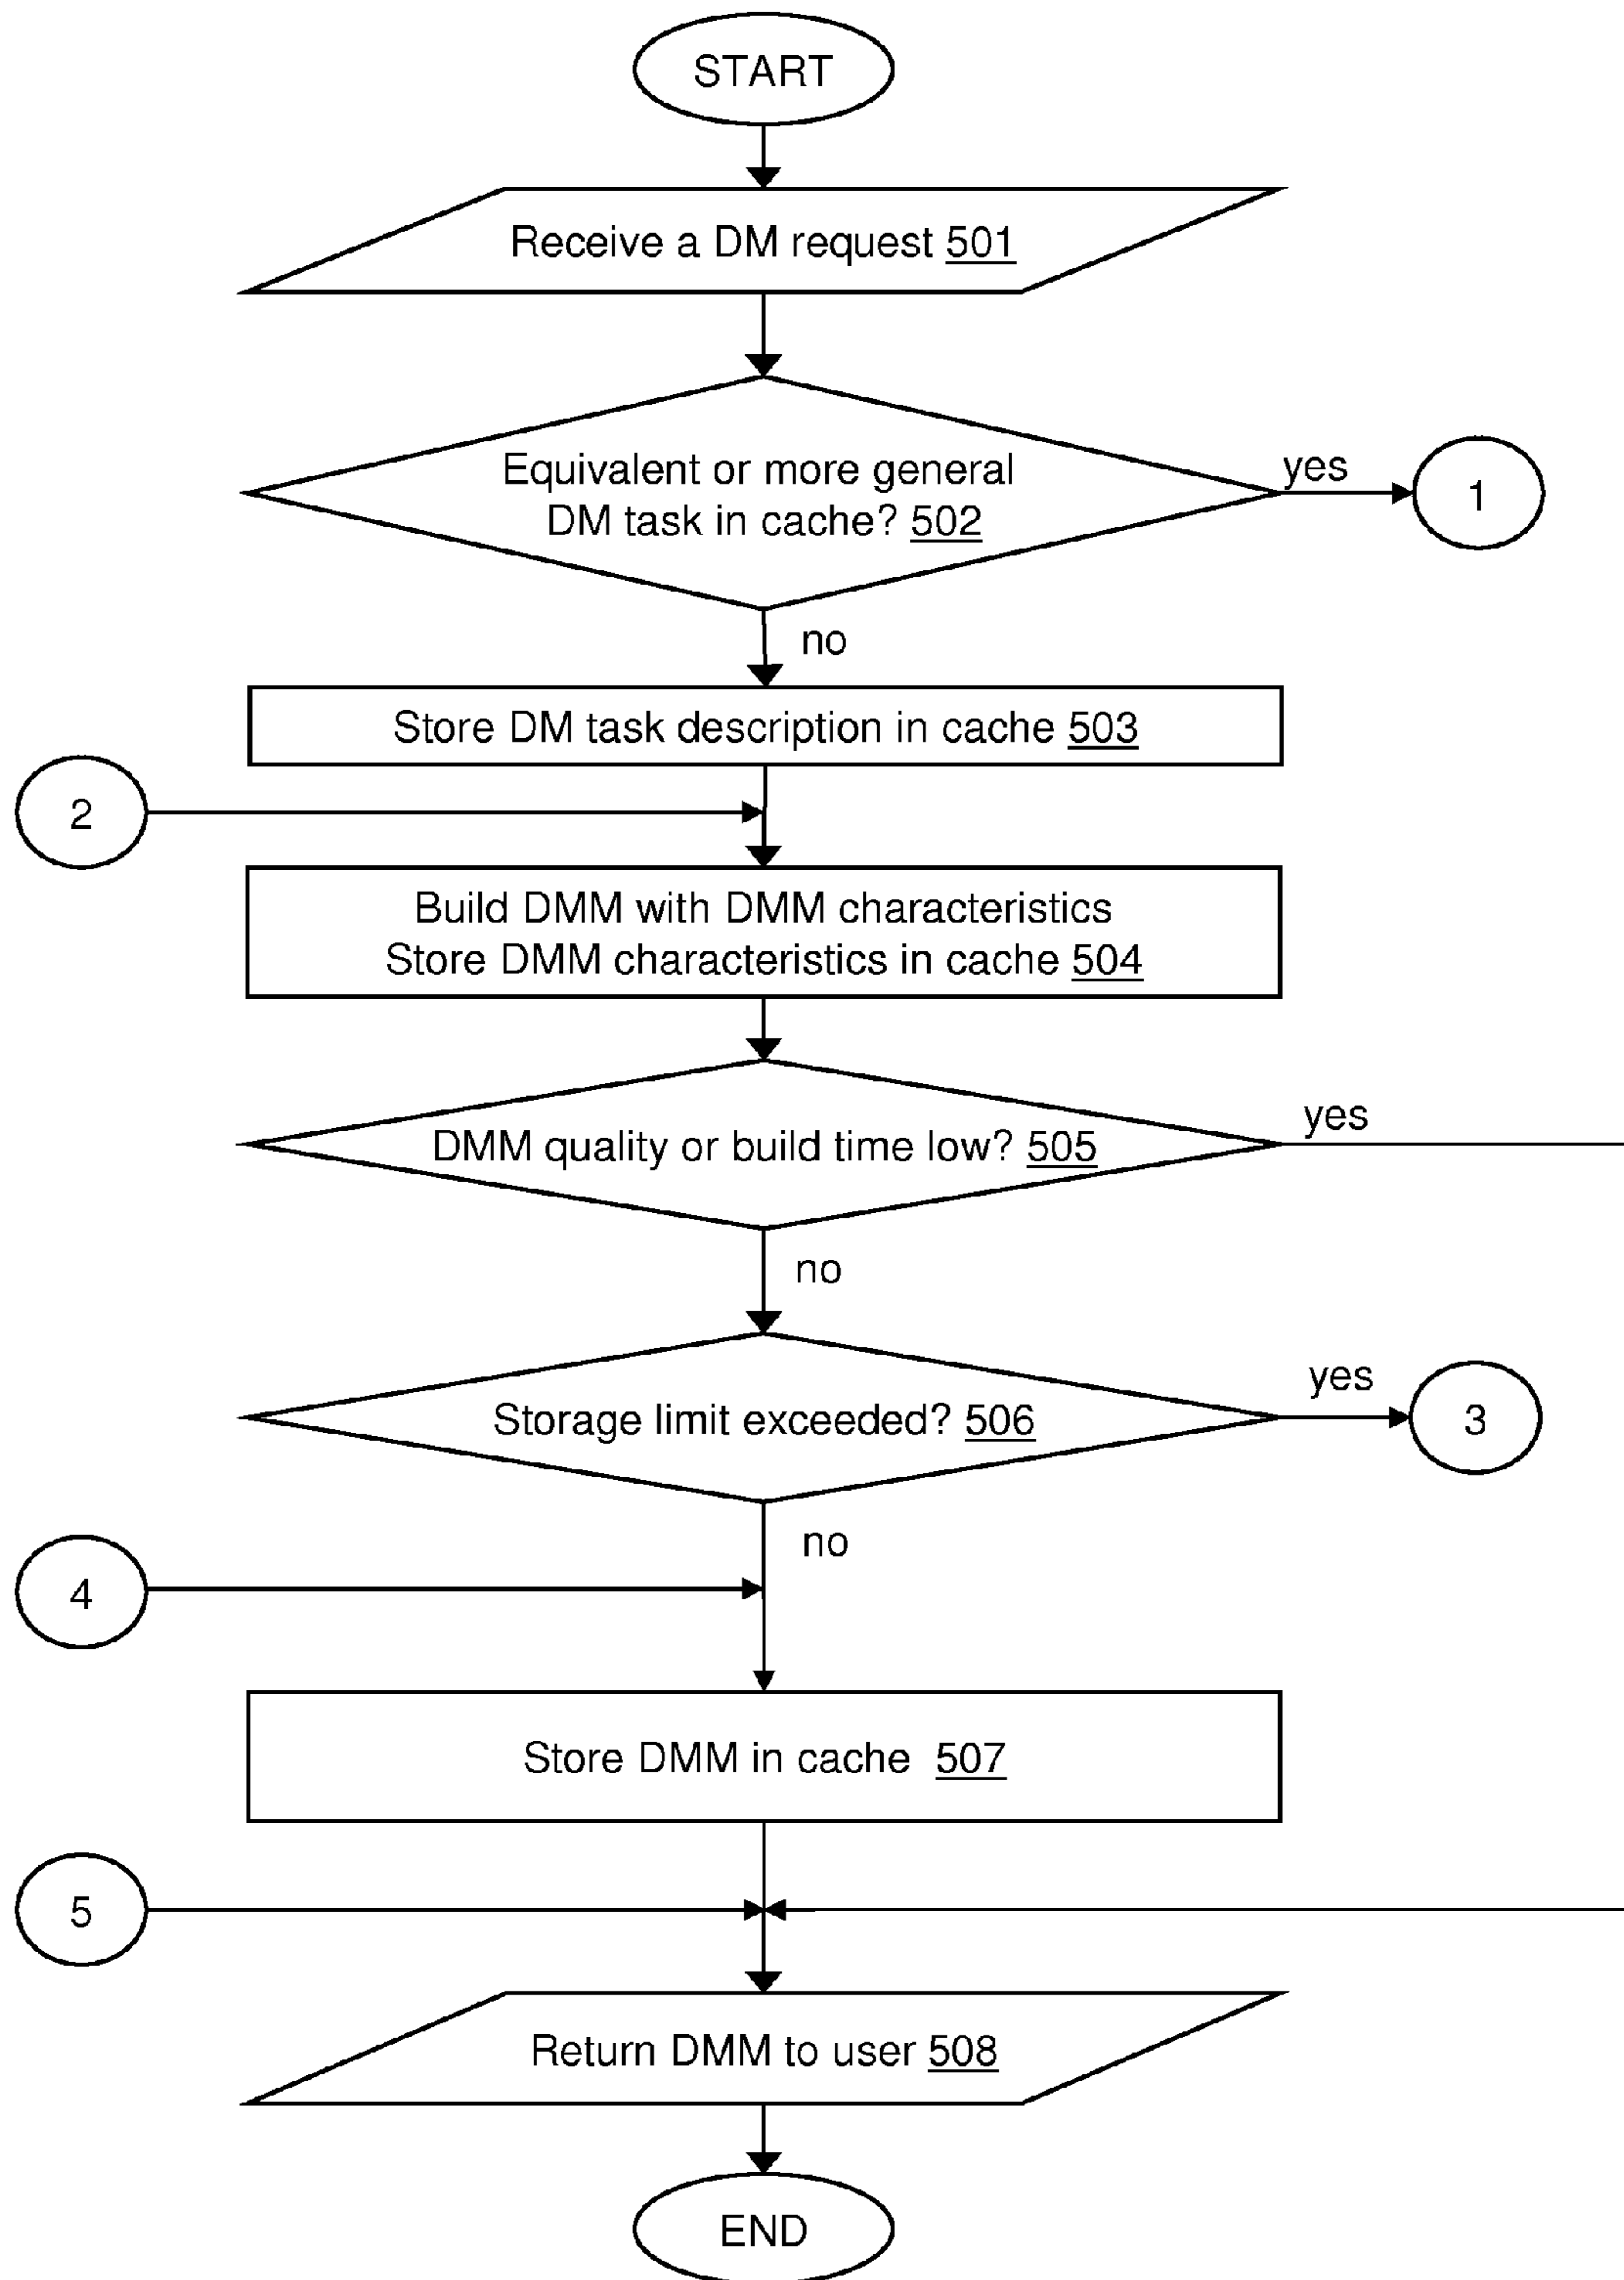 START
Receive a DM request 501
Equivalent or more general
DM task in cache? 502
yes
1
no
Store DM task description in cache 503
2
Build DMM with DMM characteristics
Store DMM characteristics in cache 504
DMM quality or build time low? 505
yes
no
Storage limit exceeded? 506
yes
3
no
4
Store DMM in cache 507
5
Return DMM to user 508
END